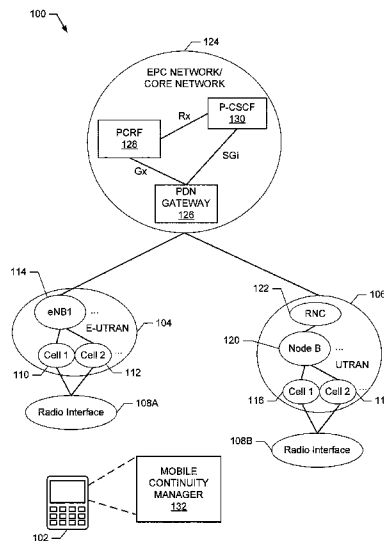 100
124
EPC NETWORK/
CORE NETWORK
P-CSCF
130
Rx
PCRF
128
SGi
Gx
PDN
GATEWAY
126
114
eNB1
...
E-UTRAN
104
Cell 1
Cell 2
...
110
112
Radio Interface
108A
106
122
RNC
120
Node B
...
UTRAN
116
Cell 1
Cell 2
...
Radio Interface
108B
MOBILE
CONTINUITY
MANAGER
132
102